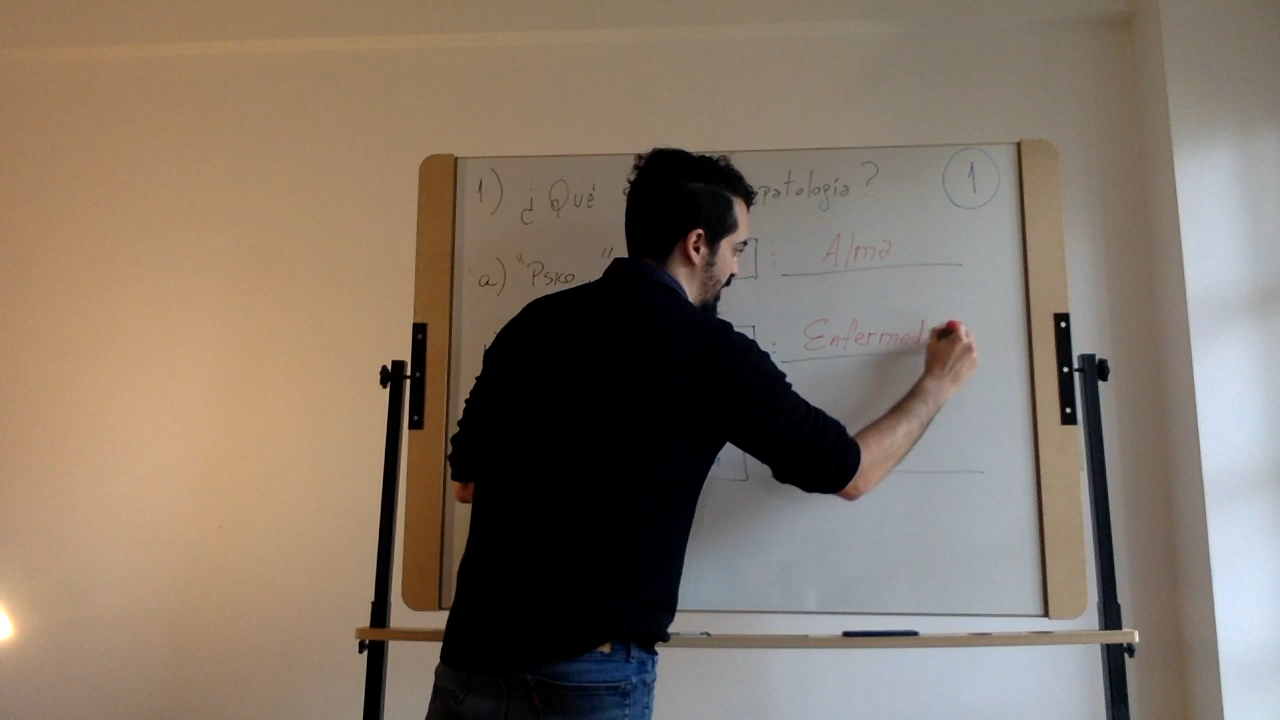 1) ¿Qué patología? 1
a) "Psico " : Alma
: Enfermed